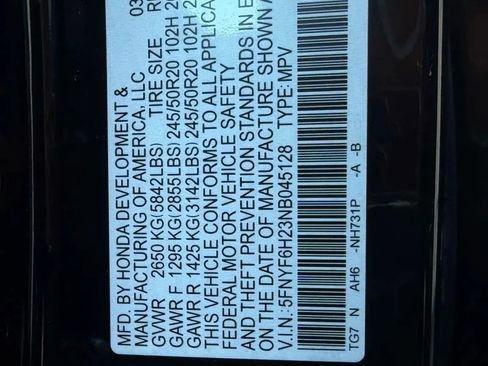 MFD. BY HONDA DEVELOPMENT & 03
MANUFACTURING OF AMERICA, LLC
GVWR 2650 KG(5842LBS) TIRE SIZE
GAWR F 1295 KG(2855LBS) 245/50R20 102H
GAWR R 1425 KG(3142LBS) 245/50R20 102H
THIS VEHICLE CONFORMS TO ALL
FEDERAL MOTOR VEHICLE SAFETY
AND THEFT PREVENTION STANDARDS IN
ON THE DATE OF MANUFACTURE SHOWN
V.I.N.:5FNYF6H23NB045128 TYPE:MPV
TG7 N AH6 -NH731P -A -B